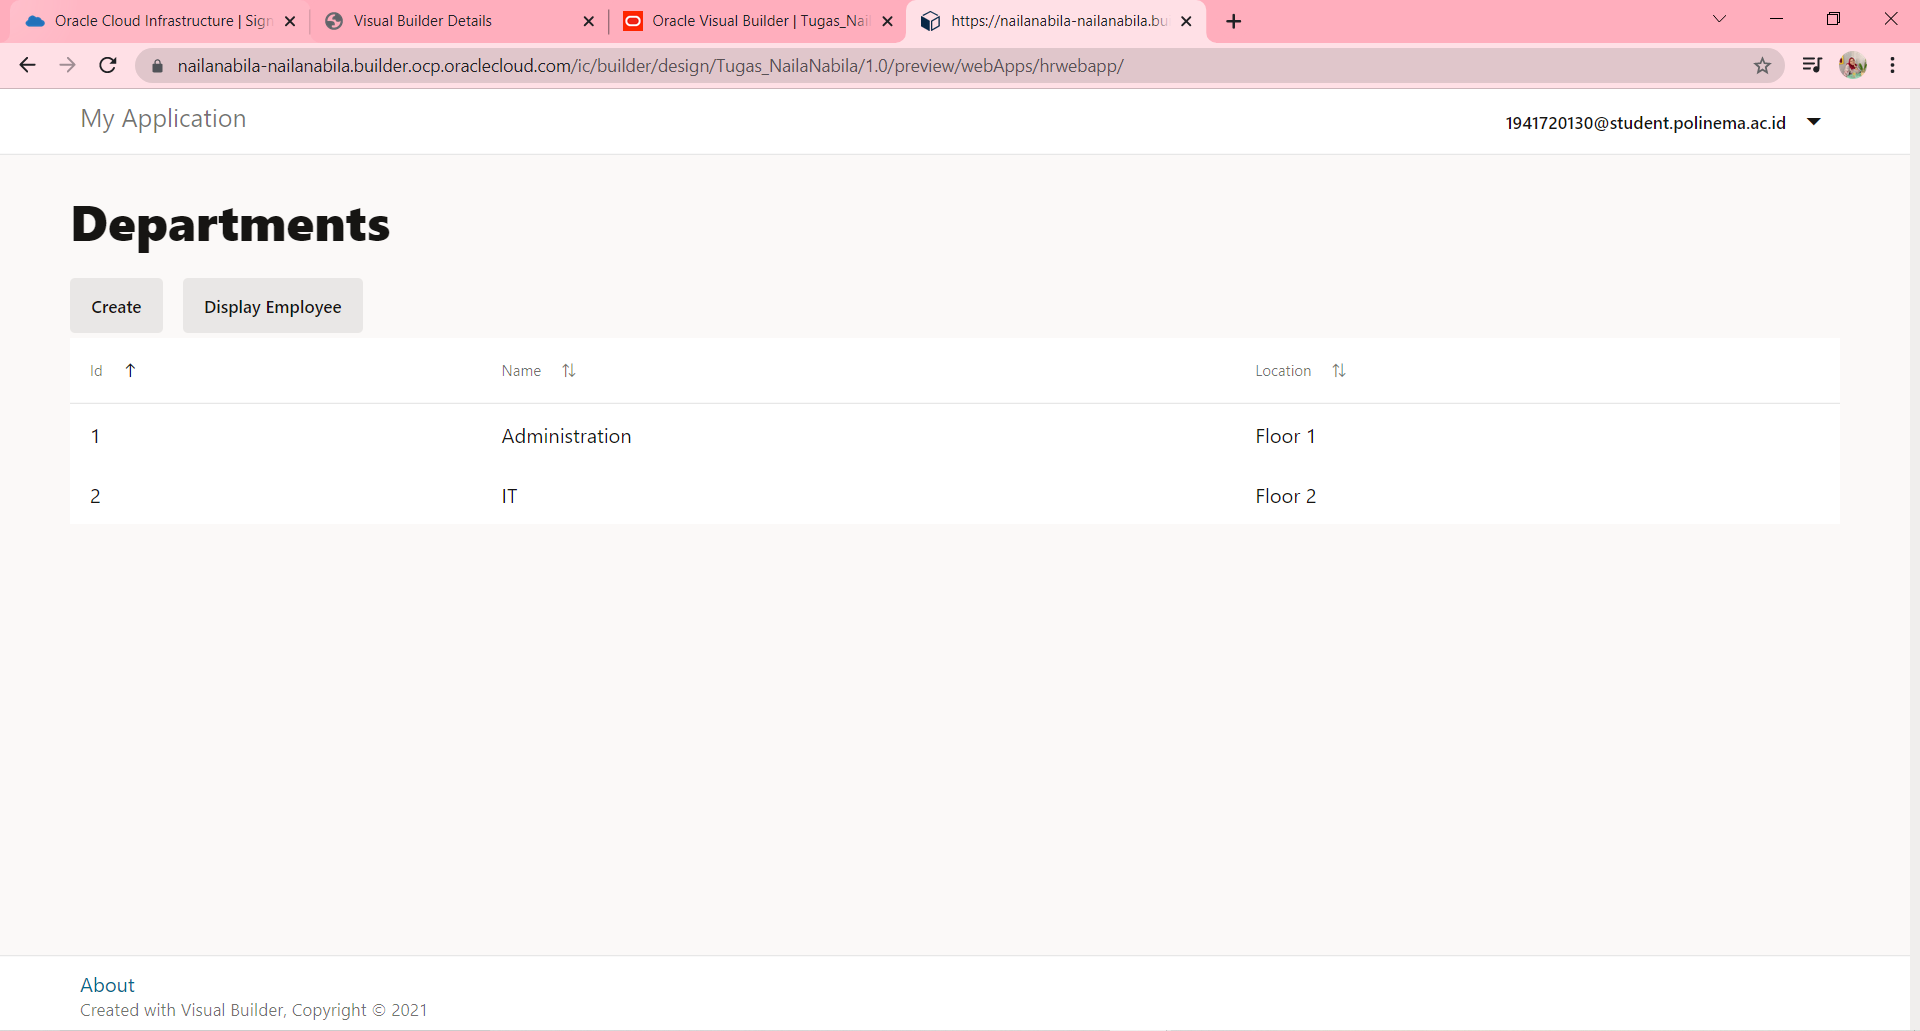 Oracle Cloud Infrastructure | Sign
Visual Builder Details
Oracle Visual Builder | Tugas_Nail
https://nailanabila-nailanabila.bu
nailanabila-nailanabila.builder.ocp.oraclecloud.com/ic/builder/design/Tugas_NailaNabila/1.0/preview/webApps/hrwebapp/
My Application
1941720130@student.polinema.ac.id
Departments
Create Display Employee
Id Name Location
1 Administration Floor 1
2 IT Floor 2
About
Created with Visual Builder, Copyright © 2021